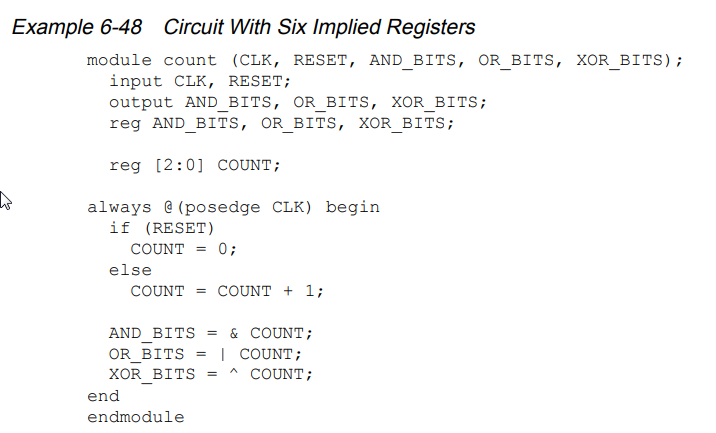 Example 6-48 Circuit With Six Implied Registers
module count (CLK, RESET, AND_BITS, OR_BITS, XOR_BITS);
input CLK, RESET;
output AND_BITS, OR_BITS, XOR_BITS;
reg AND_BITS, OR_BITS, XOR_BITS;
reg [2:0] COUNT;
always @(posedge CLK) begin
if (RESET)
COUNT = 0;
else
COUNT = COUNT + 1;
AND_BITS = & COUNT;
OR_BITS = | COUNT;
XOR_BITS = ^ COUNT;
end
endmodule